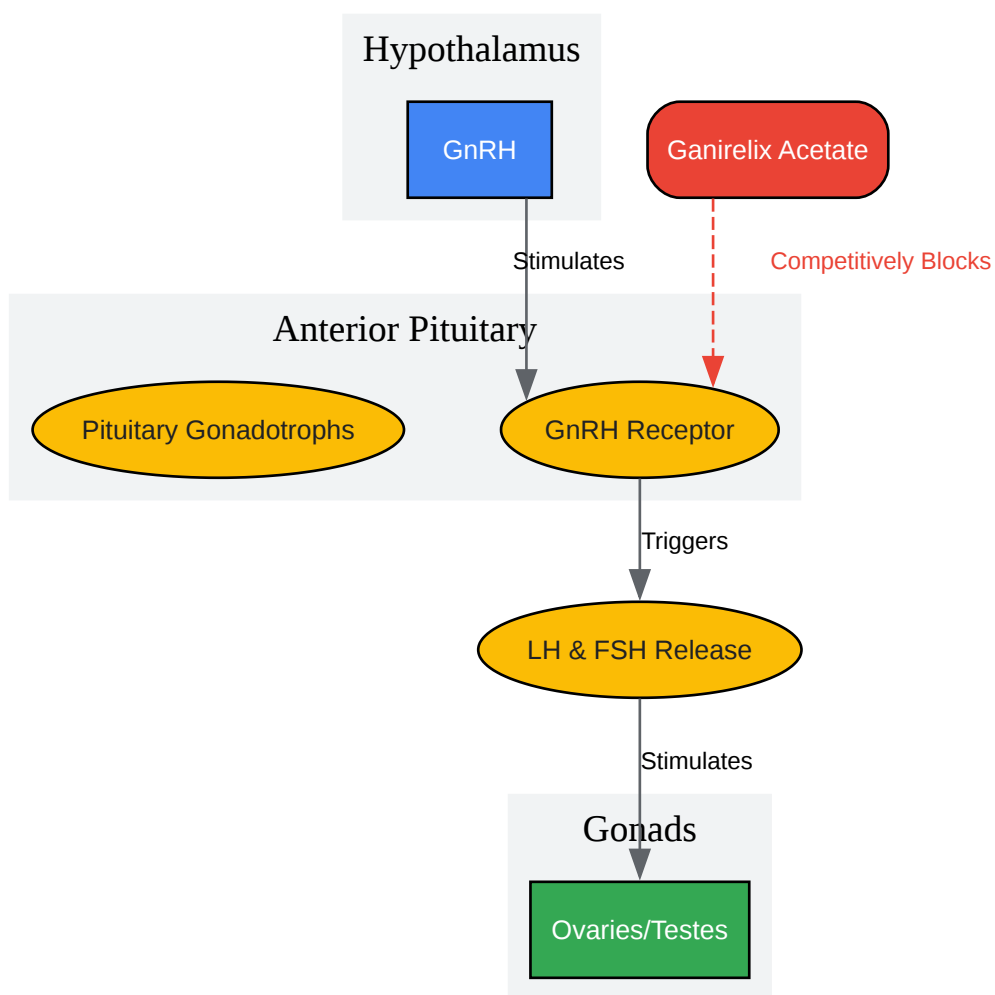 Hypothalamus
GnRH
Ganirelix Acetate
Stimulates
Competitively Blocks
Anterior Pituitary
Pituitary Gonadotrophs
GnRH Receptor
Triggers
LH & FSH Release
Stimulates
Gonads
Ovaries/Testes